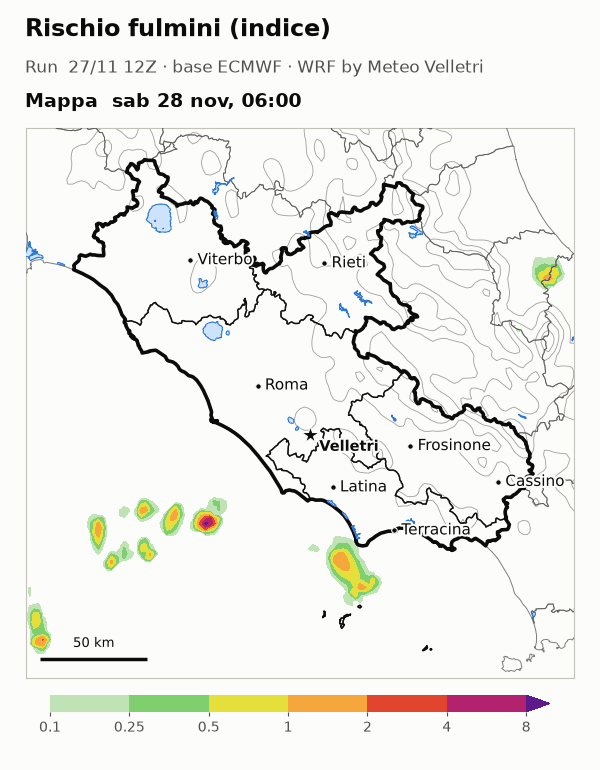 Rischio fulmini (indice)
Run 27/11 12Z · base ECMWF · WRF by Meteo Velletri
Mappa sab 28 nov, 06:00
Viterbo
Rieti
Roma
Velletri
Frosinone
Latina
Cassino
Terracina
50 km
0.1 0.25 0.5 1 2 4 8